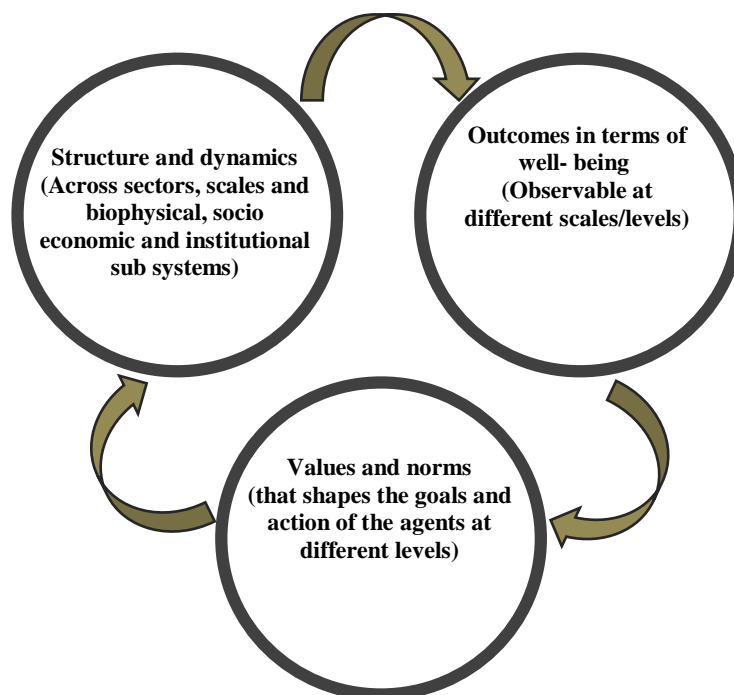 Structure and dynamics
(Across sectors, scales and
biophysical, socio
economic and institutional
sub systems)
Outcomes in terms of
well- being
(Observable at
different scales/levels)
Values and norms
(that shapes the goals and
action of the agents at
different levels)